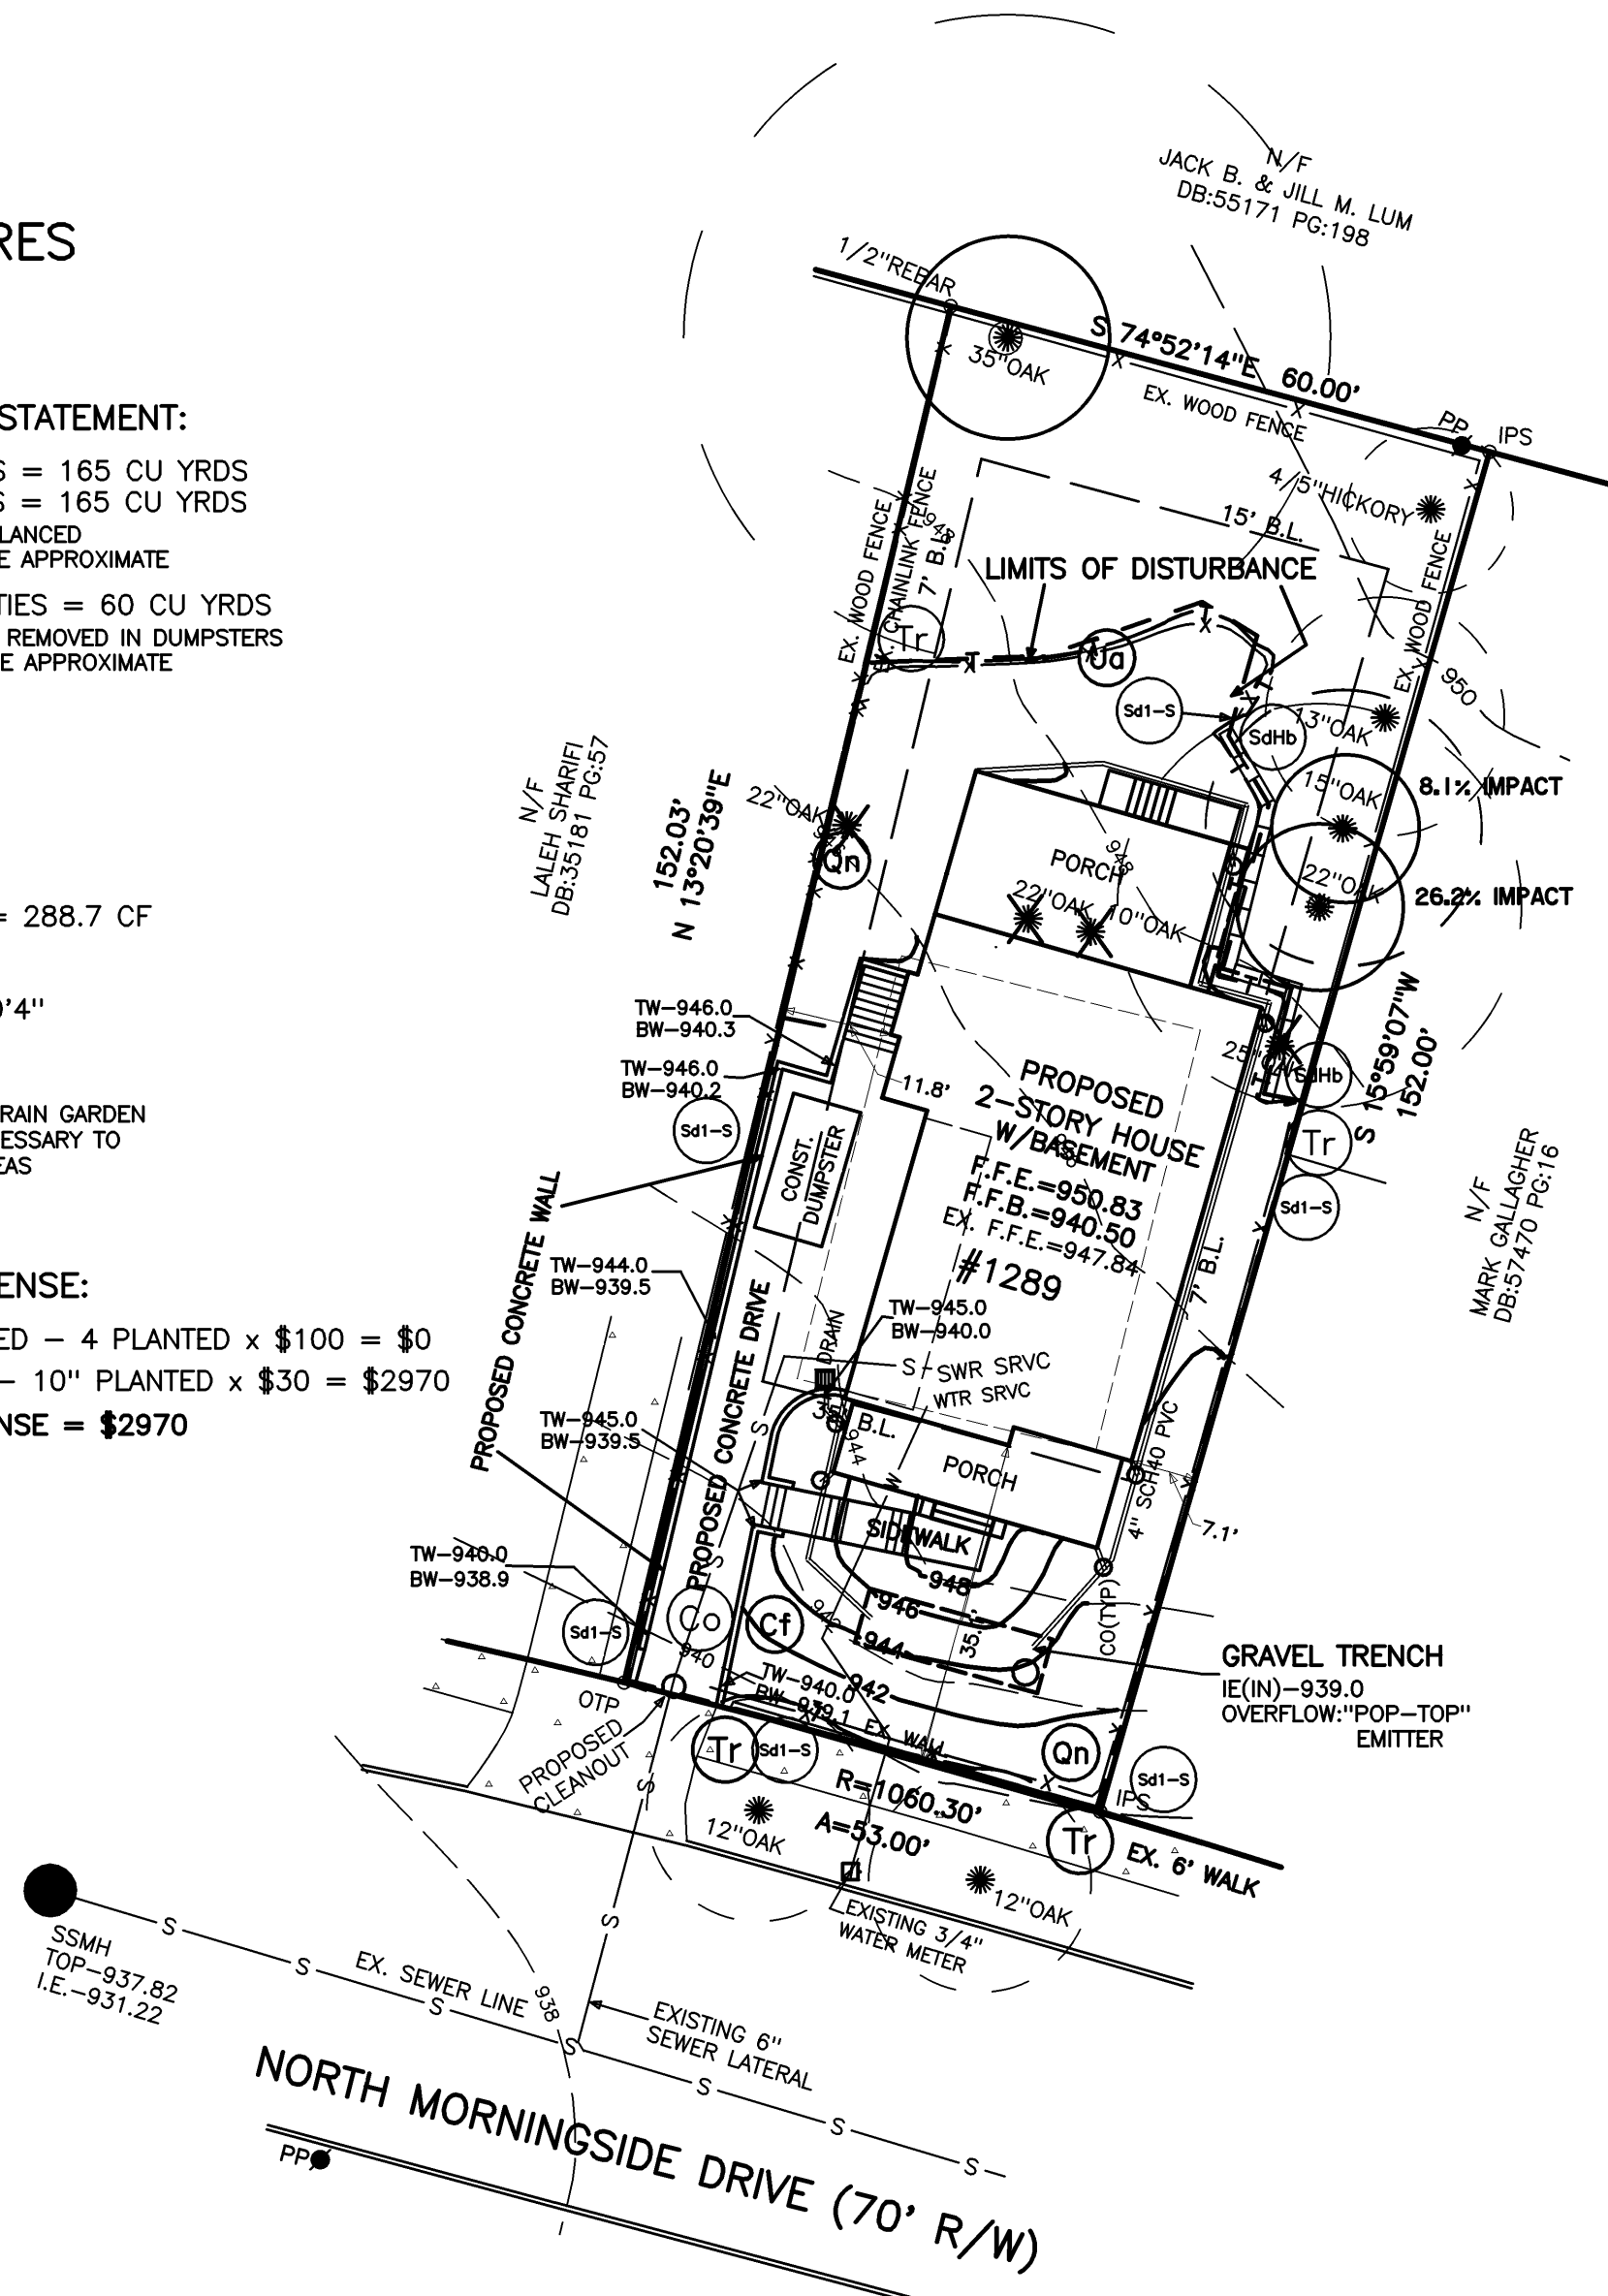 RES
STATEMENT:
S = 165 CU YRDS
S = 165 CU YRDS
LANCED
E APPROXIMATE
TIES = 60 CU YRDS
REMOVED IN DUMPSTERS
E APPROXIMATE
= 288.7 CF
0'4"
RAIN GARDEN
ESSARY TO
EAS
ENSE:
ED - 4 PLANTED x $100 = $0
- 10" PLANTED x $30 = $2970
NSE = $2970
N/F
JACK B. & JILL M. LUM
DB:55171 PG:198
1/2"REBAR
35"OAK
S 74°52'14"E 60.00'
EX. WOOD FENCE
PP
IPS
4/5"HICKORY
15' B.L.
LIMITS OF DISTURBANCE
EX. WOOD FENCE
EX. CHAINLINK FENCE
7' B.L.
948
EX. WOOD FENCE
950
Tr
Ua
Sd1-S
SdHb
13"OAK
15"OAK
8.1% IMPACT
22"OAK
26.2% IMPACT
N/F
LALEH SHARIFI
DB:35181 PG:57
152.03'
N 13°20'39"E
22"OAK
Qn
PORCH
948
22"OAK
10"OAK
TW-946.0
BW-940.3
TW-946.0
BW-940.2
Sd1-S
11.8'
CONST.
DUMPSTER
PROPOSED
2-STORY HOUSE
W/BASEMENT
F.F.E.=950.83
F.F.B.=940.50
EX. F.F.E.=947.84
#1289
SdHb
Tr
Sd1-S
S 15°59'07"W
152.00'
N/F
MARK GALLAGHER
DB:57470 PG:16
7' B.L.
PROPOSED CONCRETE WALL
TW-944.0
BW-939.5
PROPOSED CONCRETE DRIVE
DRAIN
TW-945.0
BW-940.0
S
SWR SRVC
WTR SRVC
TW-945.0
BW-939.5
35' B.L.
944
W
PORCH
SIDEWALK
4" SCH40 PVC
7.1'
TW-940.0
BW-938.9
Sd1-S
Co
Cf
948
946
944
942
942
940
CO(TYP)
GRAVEL TRENCH
IE(IN)-939.0
OVERFLOW:"POP-TOP"
EMITTER
OTP
PROPOSED
CLEANOUT
TW-940.0
BW-939.1
EX WALL
Tr
Sd1-S
Qn
Sd1-S
IPS
Tr
R=1060.30'
A=53.00'
12"OAK
12"OAK
EX. 6' WALK
EXISTING 3/4"
WATER METER
SSMH
TOP-937.82
I.E.-931.22
EX. SEWER LINE
938
EXISTING 6"
SEWER LATERAL
NORTH MORNINGSIDE DRIVE (70' R/W)
PP